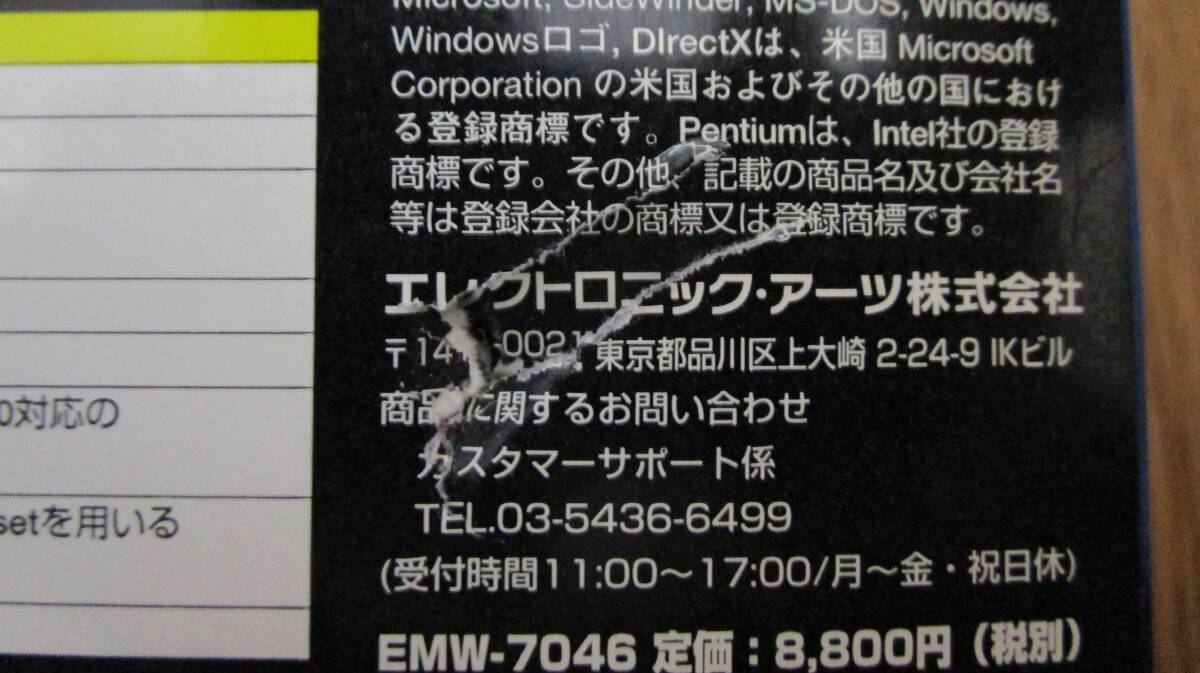 Microsoft, SideWinder, MS-DOS, Windows,
Windowsロゴ, DIrectXは、米国 Microsoft
Corporation の米国およびその他の国におけ
る登録商標です。Pentiumは、Intel社の登録
商標です。その他、記載の商品名及び会社名
等は登録会社の商標又は登録商標です。
エレクトロニック・アーツ株式会社
東京都品川区上大崎 2-24-9 IKビル
商品に関するお問い合わせ
カスタマーサポート係
TEL.03-5436-6499
(受付時間11:00〜17:00/月〜金・祝日休)
EMW-7046 定価：8,800円（税別）
0対応の
setを用いる